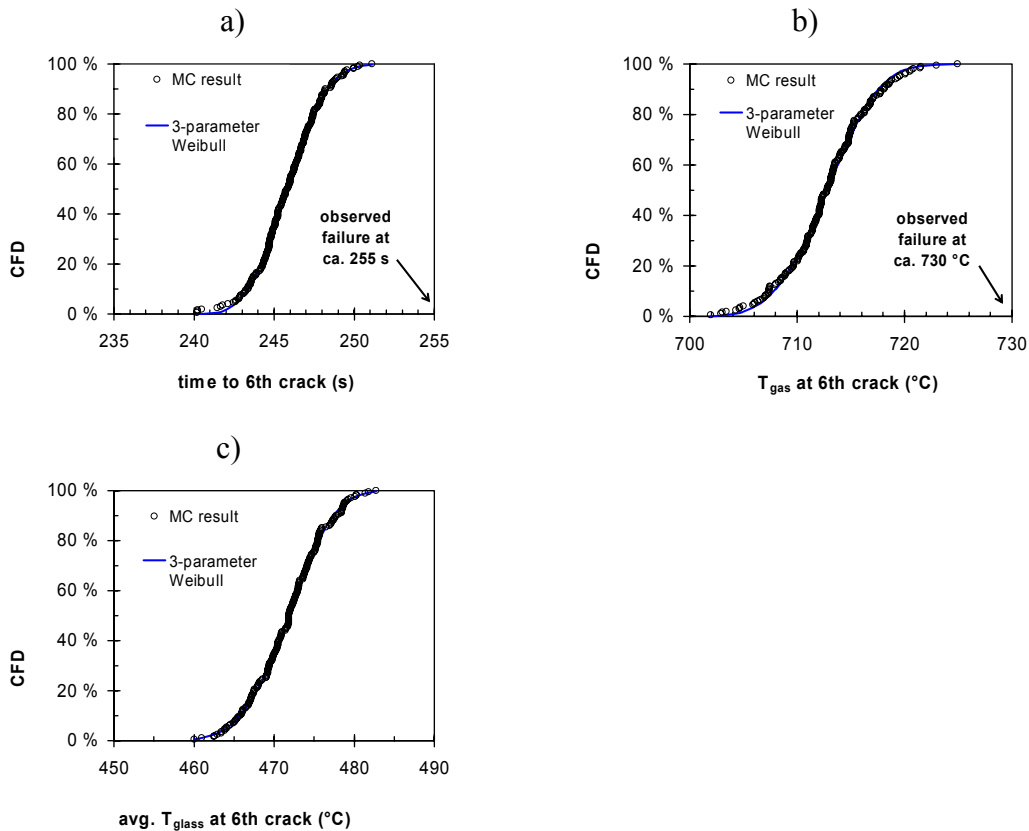 a)
100 %
80 %
60 %
40 %
20 %
0 %
CFD
MC result
3-parameter
Weibull
observed
failure at
ca. 255 s
235
240
245
250
255
time to 6th crack (s)
b)
100 %
80 %
60 %
40 %
20 %
0 %
CFD
MC result
3-parameter
Weibull
observed
failure at
ca. 730 °C
700
710
720
730
Tgas at 6th crack (°C)
c)
100 %
80 %
60 %
40 %
20 %
0 %
CFD
MC result
3-parameter
Weibull
450
460
470
480
490
avg. Tglass at 6th crack (°C)